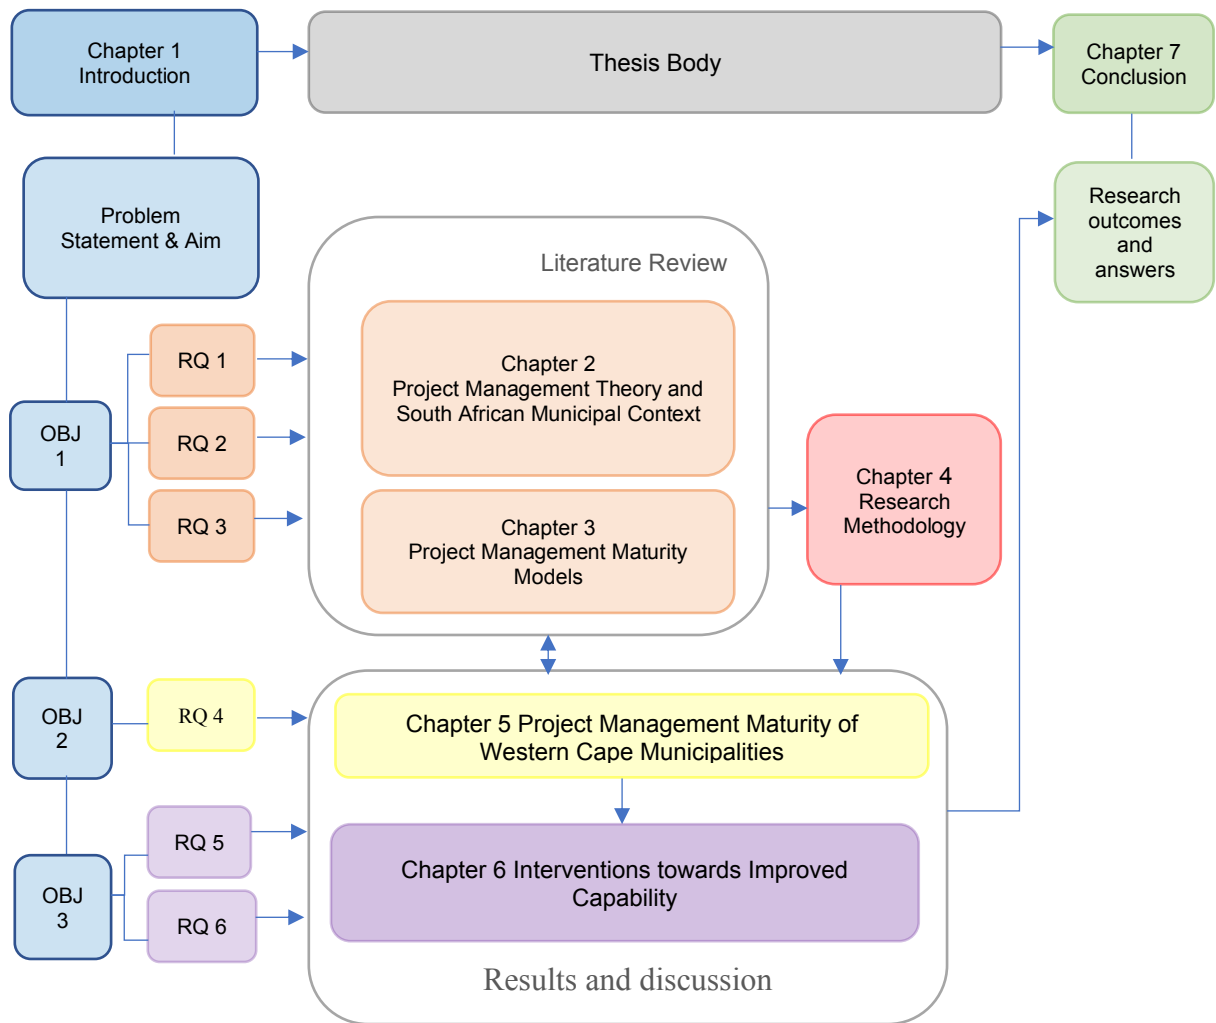 Chapter 1
Introduction
Thesis Body
Chapter 7
Conclusion
Problem
Statement & Aim
Research
outcomes
and
answers
Literature Review
RQ 1
Chapter 2
Project Management Theory and
South African Municipal Context
OBJ
1
RQ 2
RQ 3
Chapter 3
Project Management Maturity
Models
Chapter 4
Research
Methodology
OBJ
2
RQ 4
Chapter 5 Project Management Maturity of
Western Cape Municipalities
RQ 5
OBJ
3
RQ 6
Chapter 6 Interventions towards Improved
Capability
Results and discussion